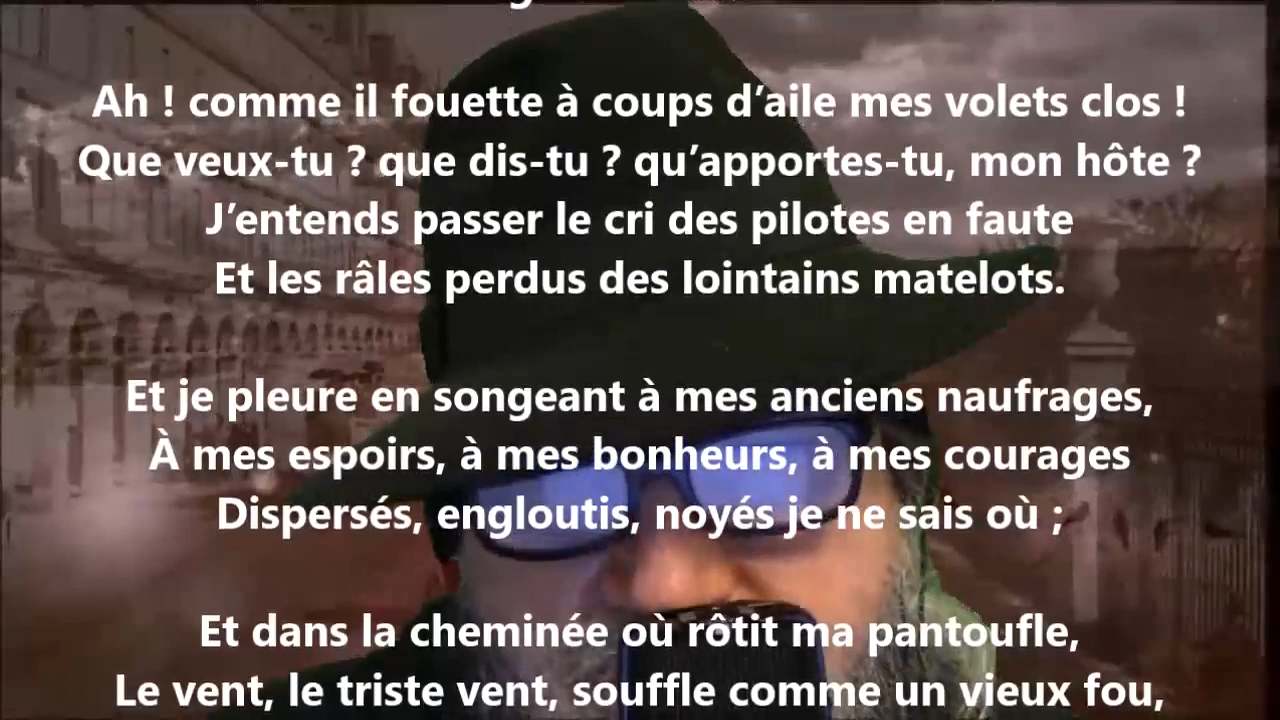 Ah ! comme il fouette à coups d’aile mes volets clos !
Que veux-tu ? que dis-tu ? qu’apportes-tu, mon hôte ?
J’entends passer le cri des pilotes en faute
Et les râles perdus des lointains matelots.
Et je pleure en songeant à mes anciens naufrages,
À mes espoirs, à mes bonheurs, à mes courages
Dispersés, engloutis, noyés je ne sais où ;
Et dans la cheminée où rôtit ma pantoufle,
Le vent, le triste vent, souffle comme un vieux fou,